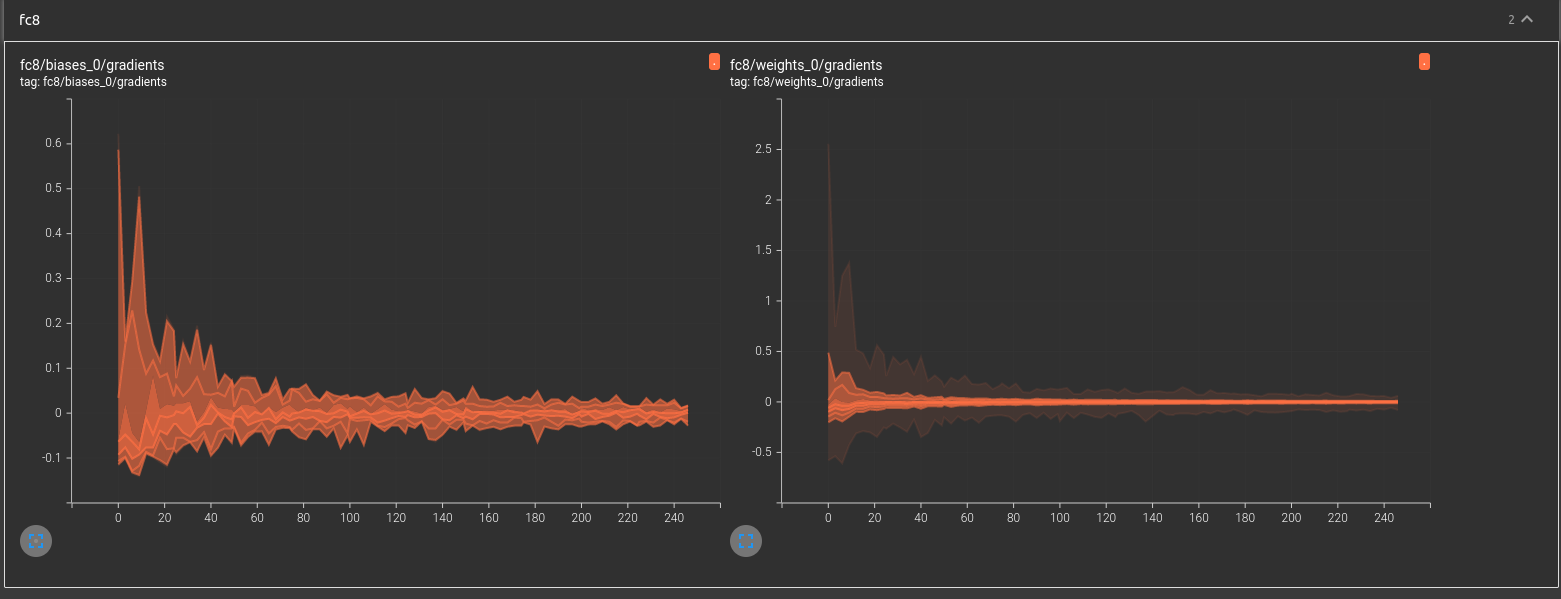 fc8
2
fc8/biases_0/gradients
tag: fc8/biases_0/gradients
.
0.6
0.5
0.4
0.3
0.2
0.1
0
-0.1
0 20 40 60 80 100 120 140 160 180 200 220 240
fc8/weights_0/gradients
tag: fc8/weights_0/gradients
.
2.5
2
1.5
1
0.5
0
-0.5
0 20 40 60 80 100 120 140 160 180 200 220 240